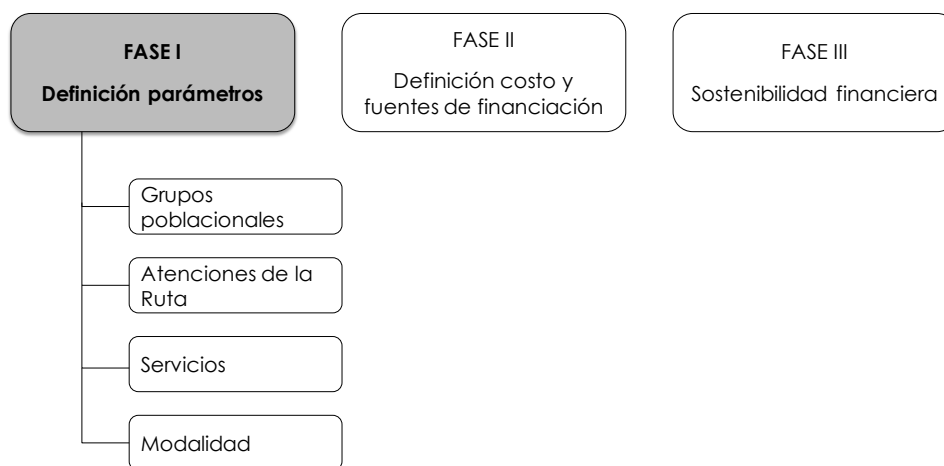 FASE I
Definición parámetros
FASE II
Definición costo y
fuentes de financiación
FASE III
Sostenibilidad financiera
Grupos
poblacionales
Atenciones de la
Ruta
Servicios
Modalidad